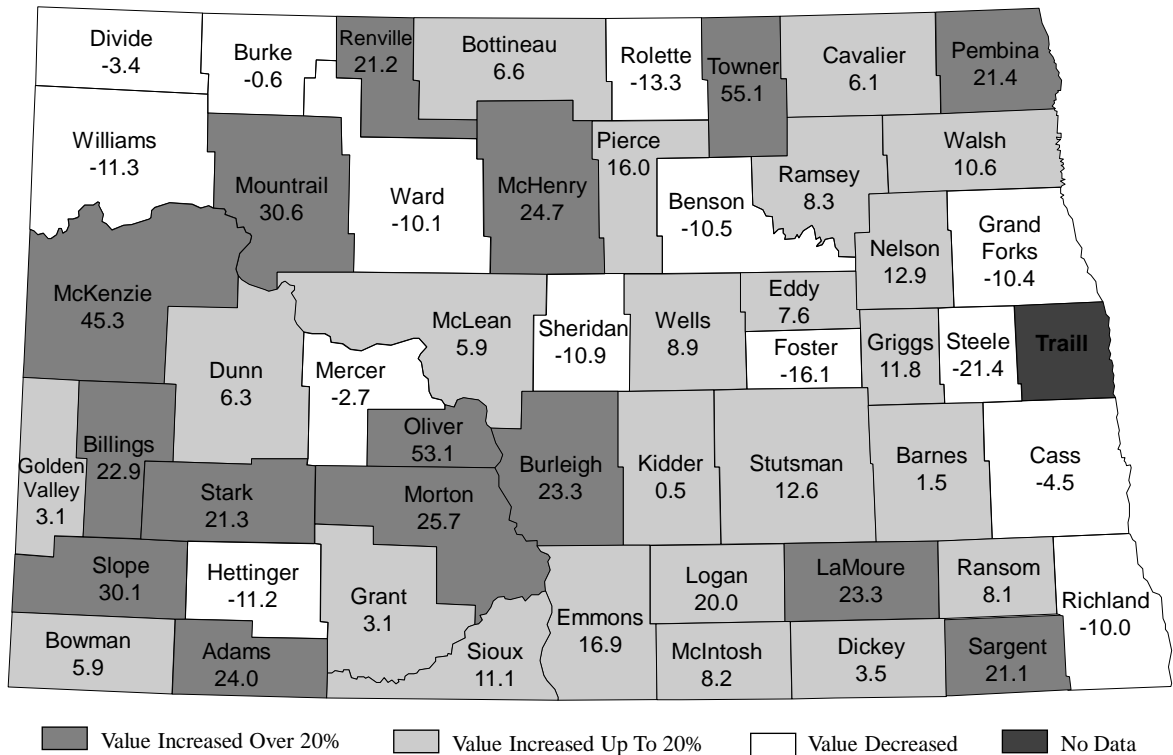 Divide
-3.4
Burke
-0.6
Renville
21.2
Bottineau
6.6
Rolette
-13.3
Towner
55.1
Cavalier
6.1
Pembina
21.4
Williams
-11.3
Mountrail
30.6
Ward
-10.1
McHenry
24.7
Pierce
16.0
Benson
-10.5
Ramsey
8.3
Walsh
10.6
Nelson
12.9
Grand
Forks
-10.4
McKenzie
45.3
Dunn
6.3
Mercer
-2.7
McLean
5.9
Sheridan
-10.9
Wells
8.9
Eddy
7.6
Foster
-16.1
Griggs
11.8
Steele
-21.4
Traill
Golden
Valley
3.1
Billings
22.9
Stark
21.3
Oliver
53.1
Morton
25.7
Burleigh
23.3
Kidder
0.5
Stutsman
12.6
Barnes
1.5
Cass
-4.5
Slope
30.1
Hettinger
-11.2
Grant
3.1
Bowman
5.9
Adams
24.0
Sioux
11.1
Emmons
16.9
Logan
20.0
McIntosh
8.2
LaMoure
23.3
Dickey
3.5
Ransom
8.1
Sargent
21.1
Richland
-10.0
Value Increased Over 20%
Value Increased Up To 20%
Value Decreased
No Data